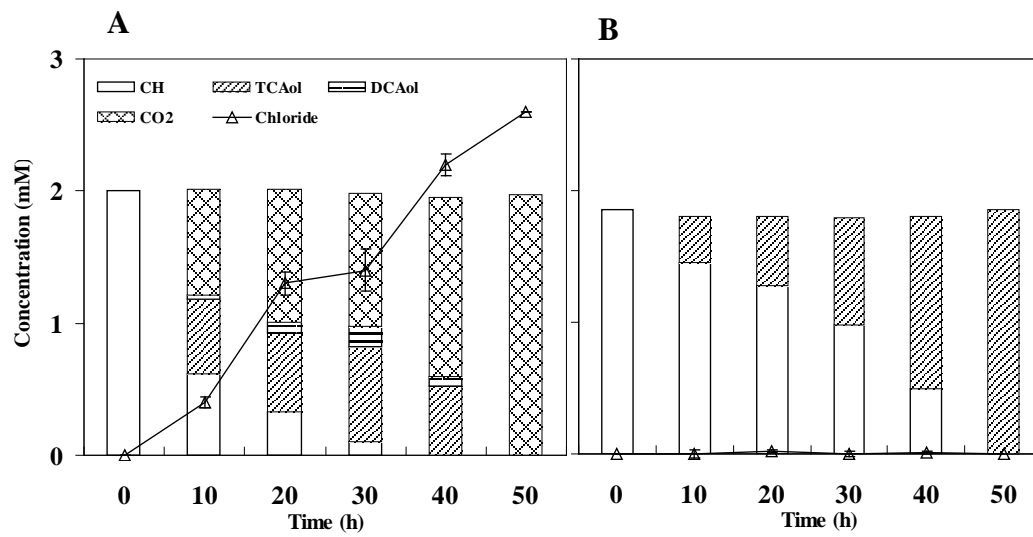 A
B
3
CH TCAol DCAol
CO2 Chloride
2
1
0
Concentration (mM)
0 10 20 30 40 50
Time (h)
0 10 20 30 40 50
Time (h)